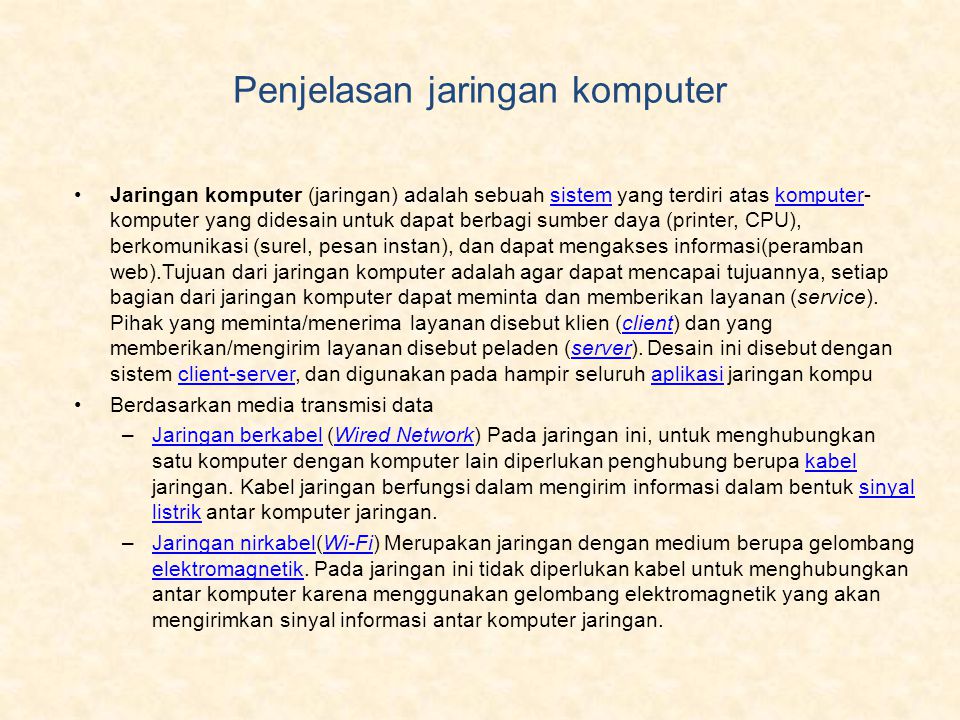 Penjelasan jaringan komputer
• Jaringan komputer (jaringan) adalah sebuah sistem yang terdiri atas komputer-
komputer yang didesain untuk dapat berbagi sumber daya (printer, CPU),
berkomunikasi (surel, pesan instan), dan dapat mengakses informasi(peramban
web).Tujuan dari jaringan komputer adalah agar dapat mencapai tujuannya, setiap
bagian dari jaringan komputer dapat meminta dan memberikan layanan (service).
Pihak yang meminta/menerima layanan disebut klien (client) dan yang
memberikan/mengirim layanan disebut peladen (server). Desain ini disebut dengan
sistem client-server, dan digunakan pada hampir seluruh aplikasi jaringan kompu
• Berdasarkan media transmisi data
– Jaringan berkabel (Wired Network) Pada jaringan ini, untuk menghubungkan
satu komputer dengan komputer lain diperlukan penghubung berupa kabel
jaringan. Kabel jaringan berfungsi dalam mengirim informasi dalam bentuk sinyal
listrik antar komputer jaringan.
– Jaringan nirkabel(Wi-Fi) Merupakan jaringan dengan medium berupa gelombang
elektromagnetik. Pada jaringan ini tidak diperlukan kabel untuk menghubungkan
antar komputer karena menggunakan gelombang elektromagnetik yang akan
mengirimkan sinyal informasi antar komputer jaringan.